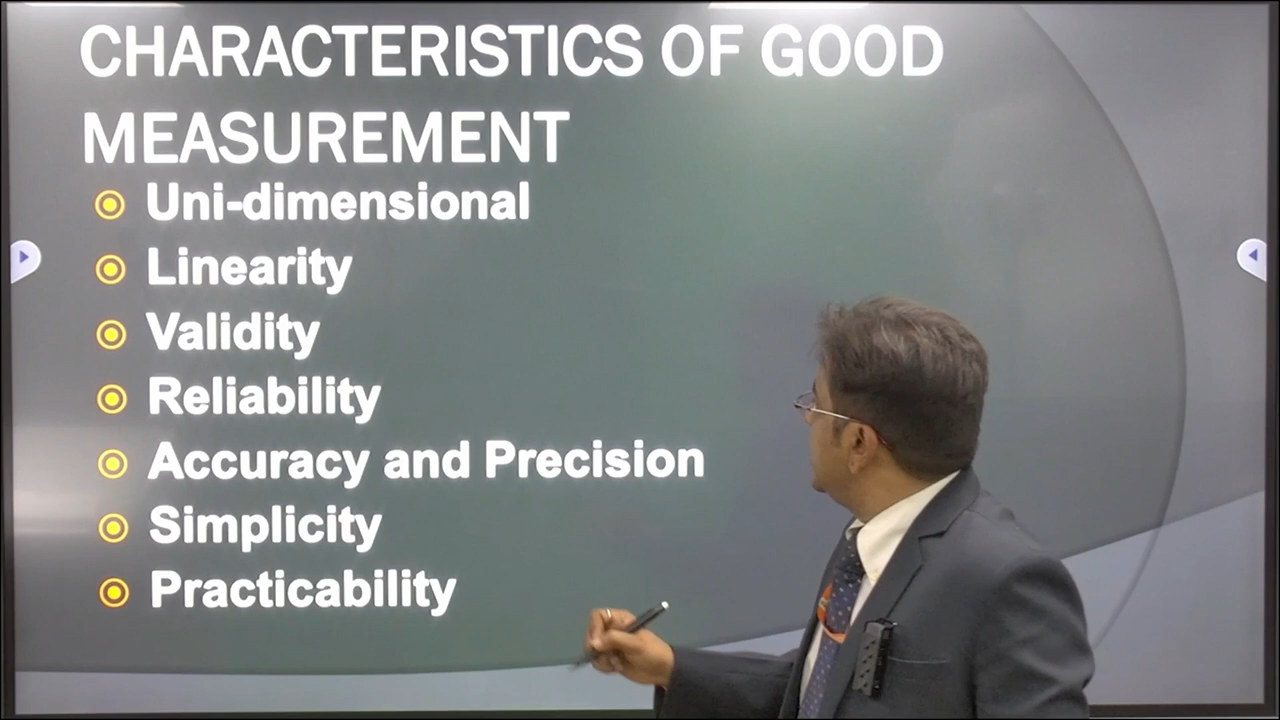 CHARACTERISTICS OF GOOD
MEASUREMENT
Uni-dimensional
Linearity
Validity
Reliability
Accuracy and Precision
Simplicity
Practicability